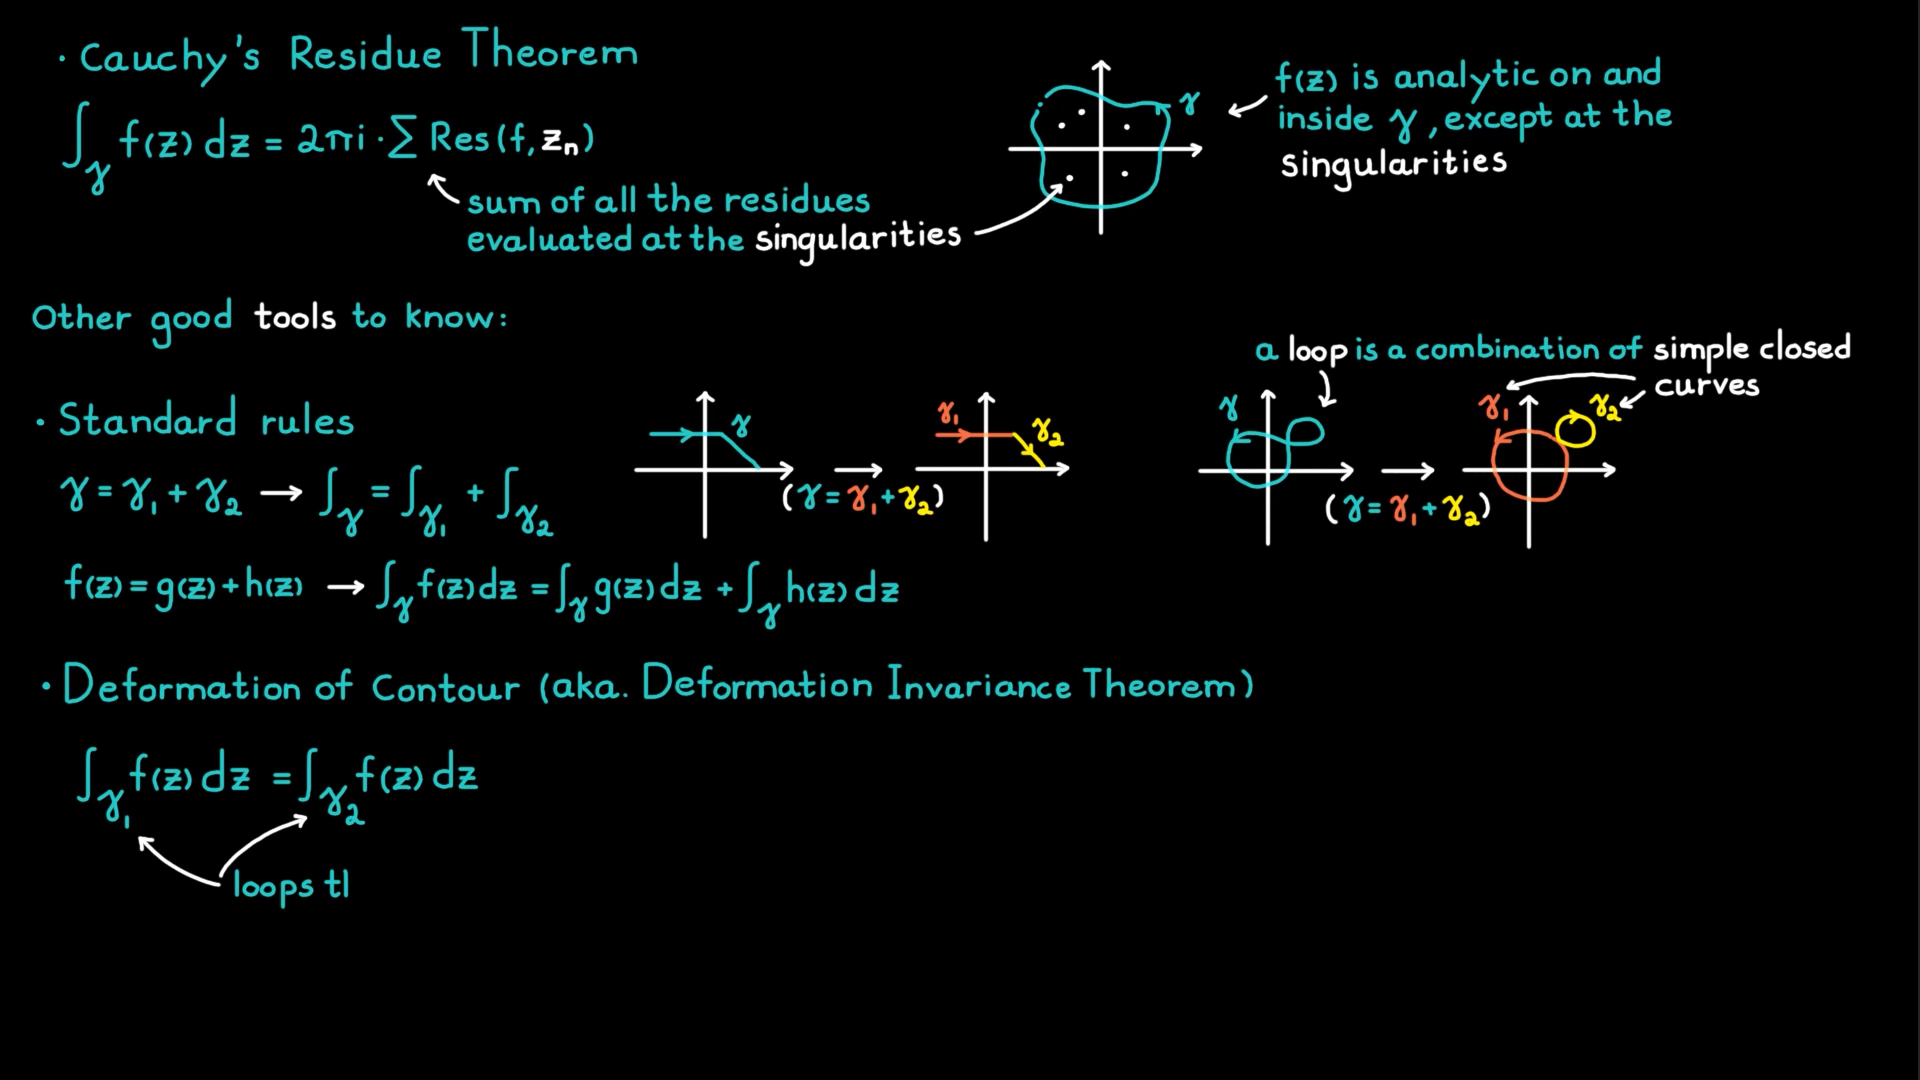 · Cauchy's Residue Theorem
∫γ f(z) dz = 2πi · ∑ Res(f, zn)
sum of all the residues
evaluated at the singularities
γ
f(z) is analytic on and
inside γ, except at the
singularities
Other good tools to know:
a loop is a combination of simple closed
curves
· Standard rules
γ = γ1 + γ2 → ∫γ = ∫γ1 + ∫γ2
γ
γ1
γ2
(γ = γ1 + γ2)
γ
γ1
γ2
(γ = γ1 + γ2)
f(z) = g(z) + h(z) → ∫γ f(z) dz = ∫γ g(z) dz + ∫γ h(z) dz
· Deformation of Contour (aka. Deformation Invariance Theorem)
∫γ1 f(z) dz = ∫γ2 f(z) dz
loops tl